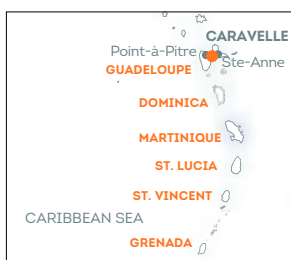 CARAVELLE
Point-à-Pitre
Ste-Anne
GUADELOUPE
DOMINICA
MARTINIQUE
ST. LUCIA
ST. VINCENT
CARIBBEAN SEA
GRENADA